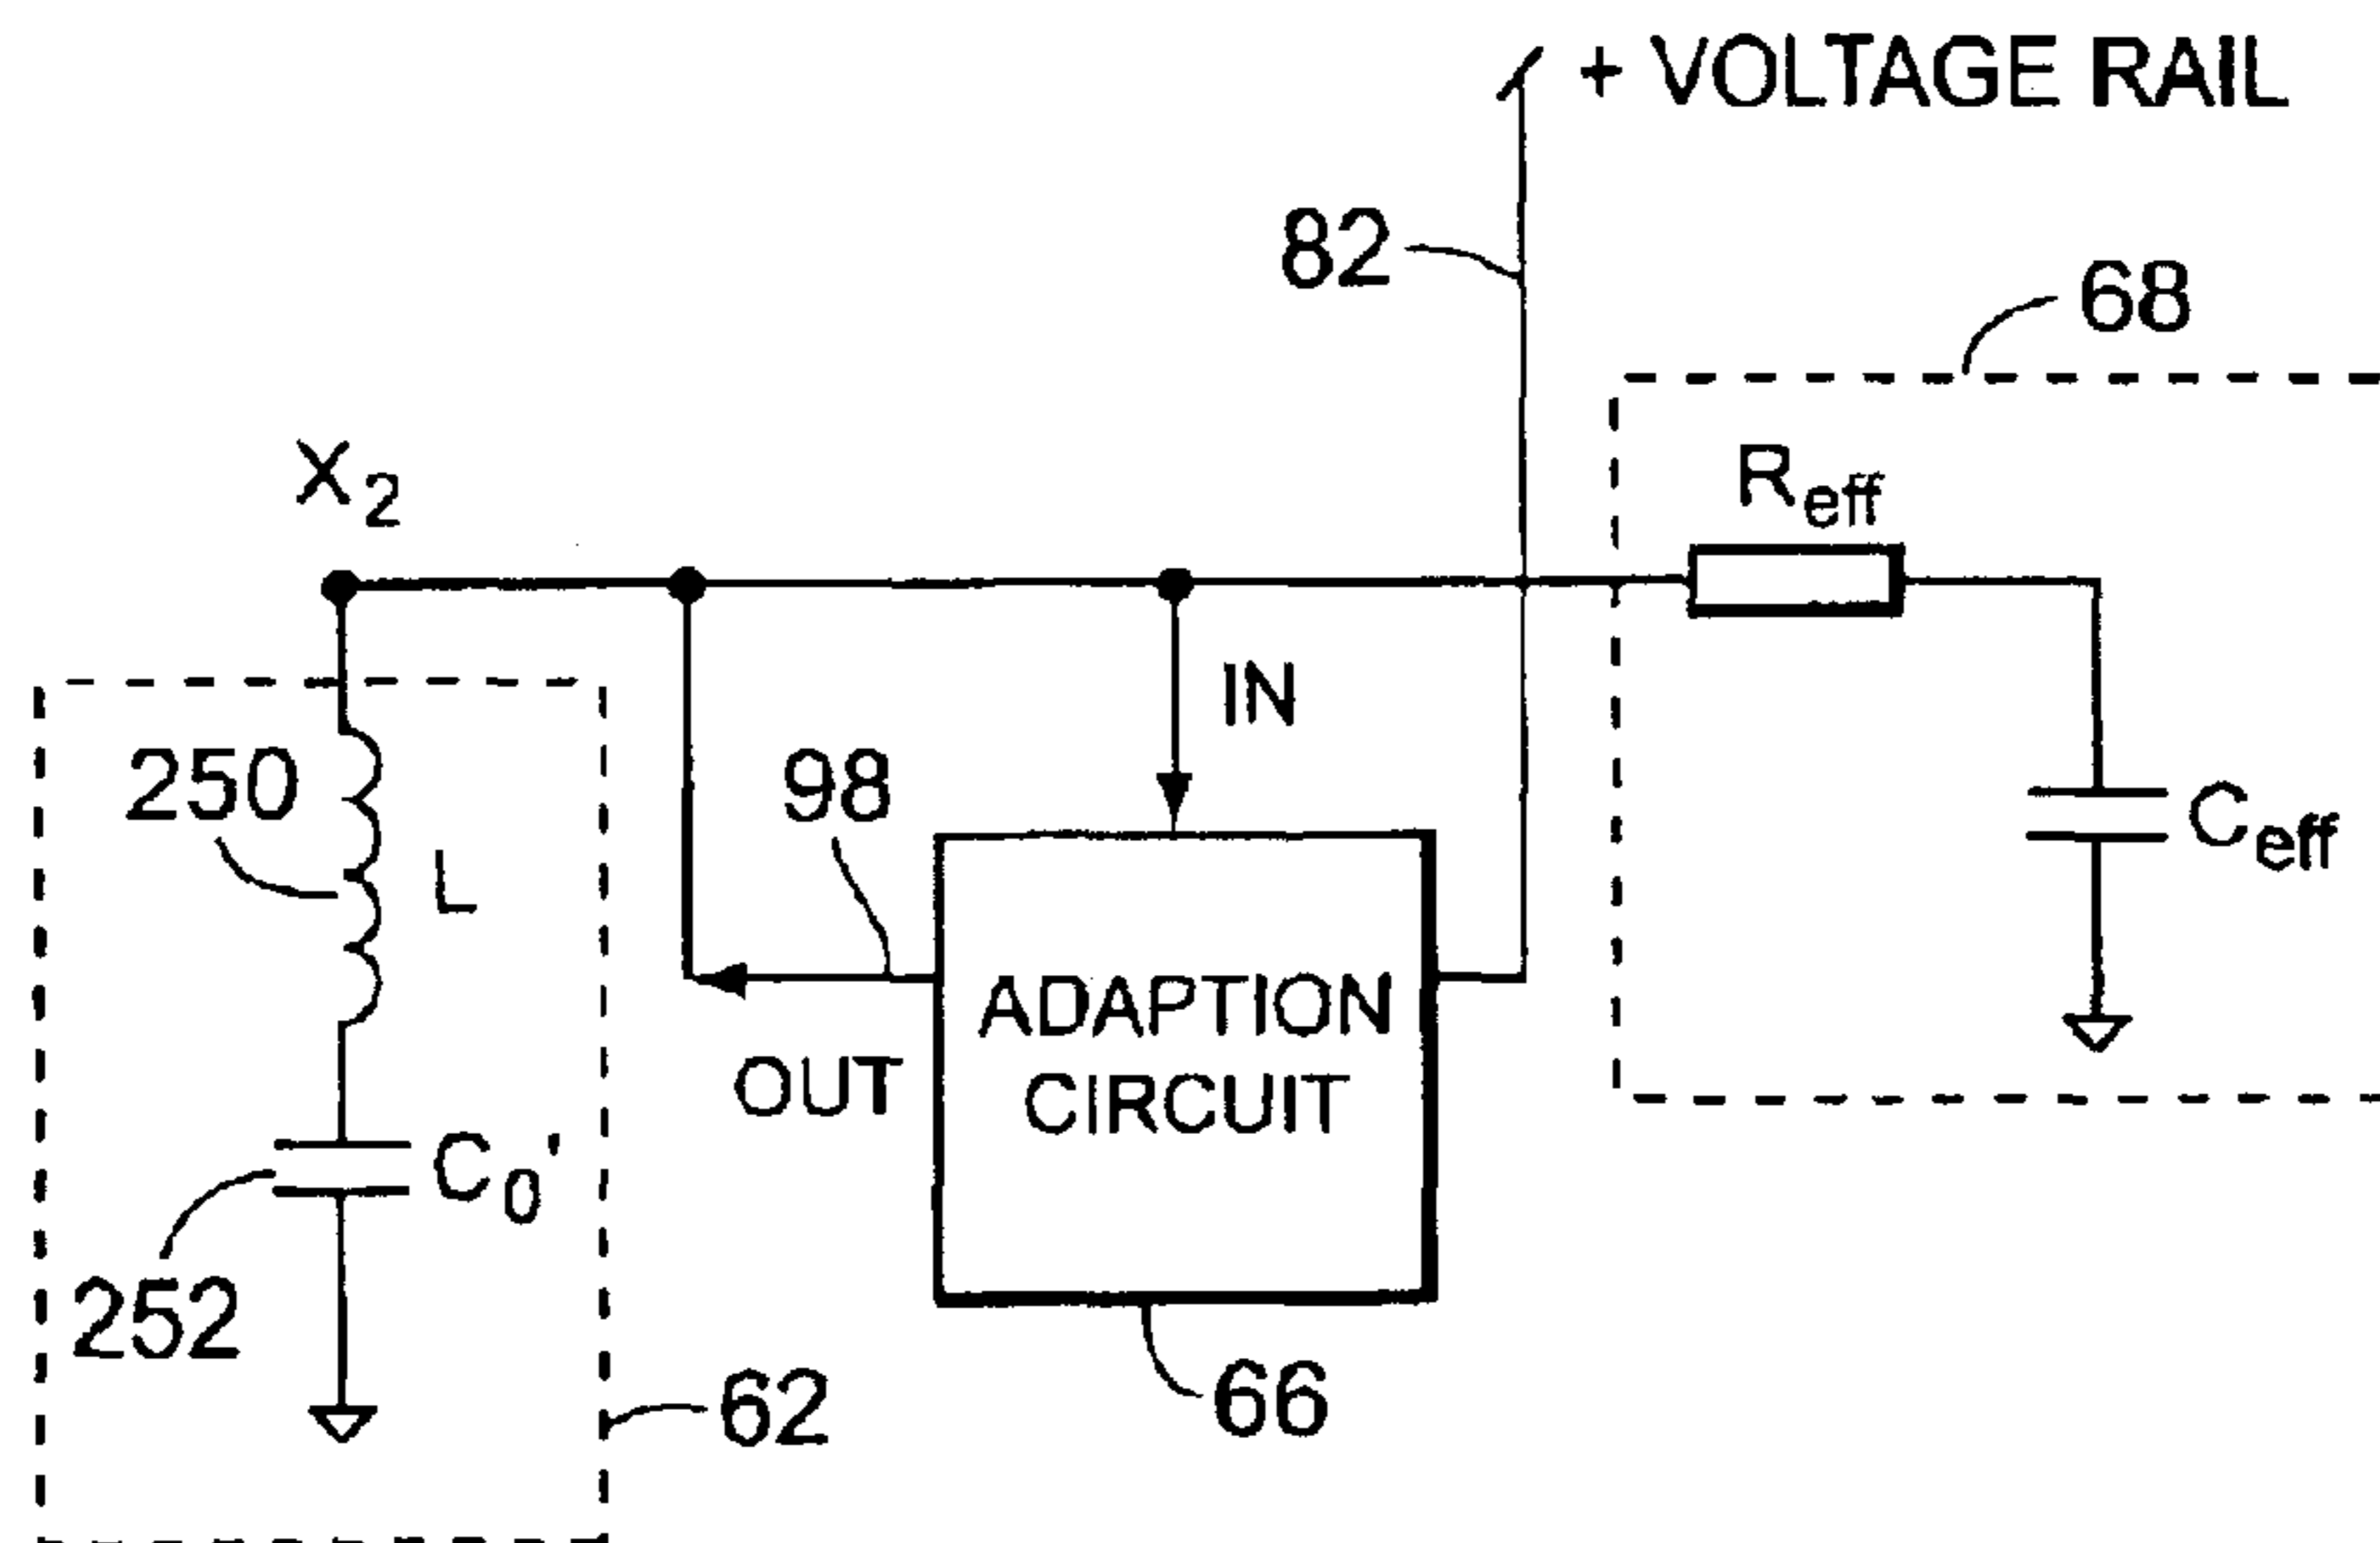 + VOLTAGE RAIL
82
68
X2
Reff
IN
250
98
L
Ceff
OUT
ADAPTION
CIRCUIT
C0'
252
62
66